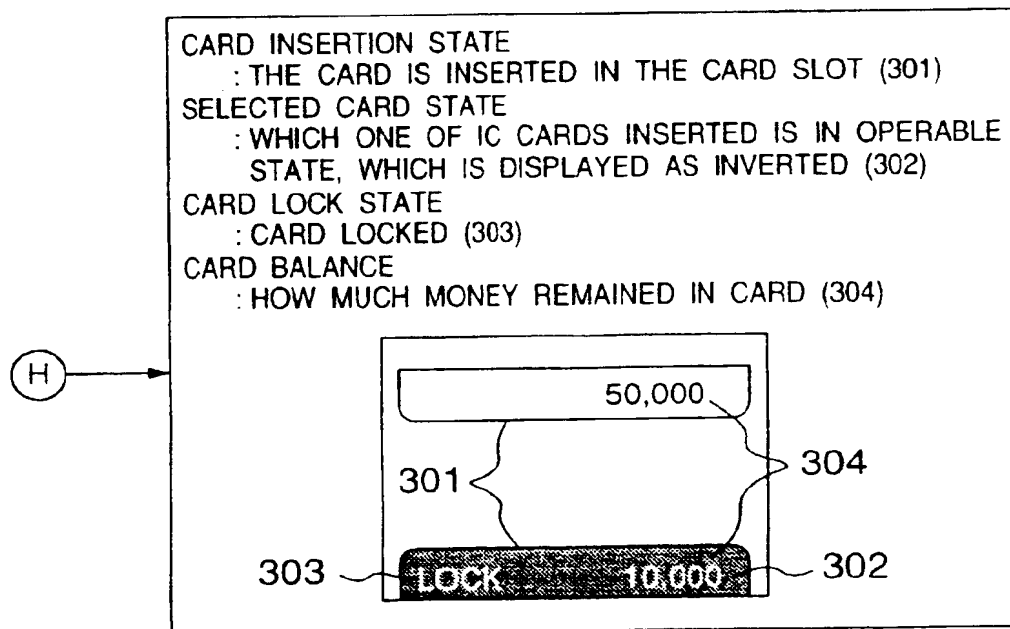 CARD INSERTION STATE
: THE CARD IS INSERTED IN THE CARD SLOT (301)
SELECTED CARD STATE
: WHICH ONE OF IC CARDS INSERTED IS IN OPERABLE
STATE, WHICH IS DISPLAYED AS INVERTED (302)
CARD LOCK STATE
: CARD LOCKED (303)
CARD BALANCE
: HOW MUCH MONEY REMAINED IN CARD (304)
H
50,000
301
304
303
LOCK
10,000
302